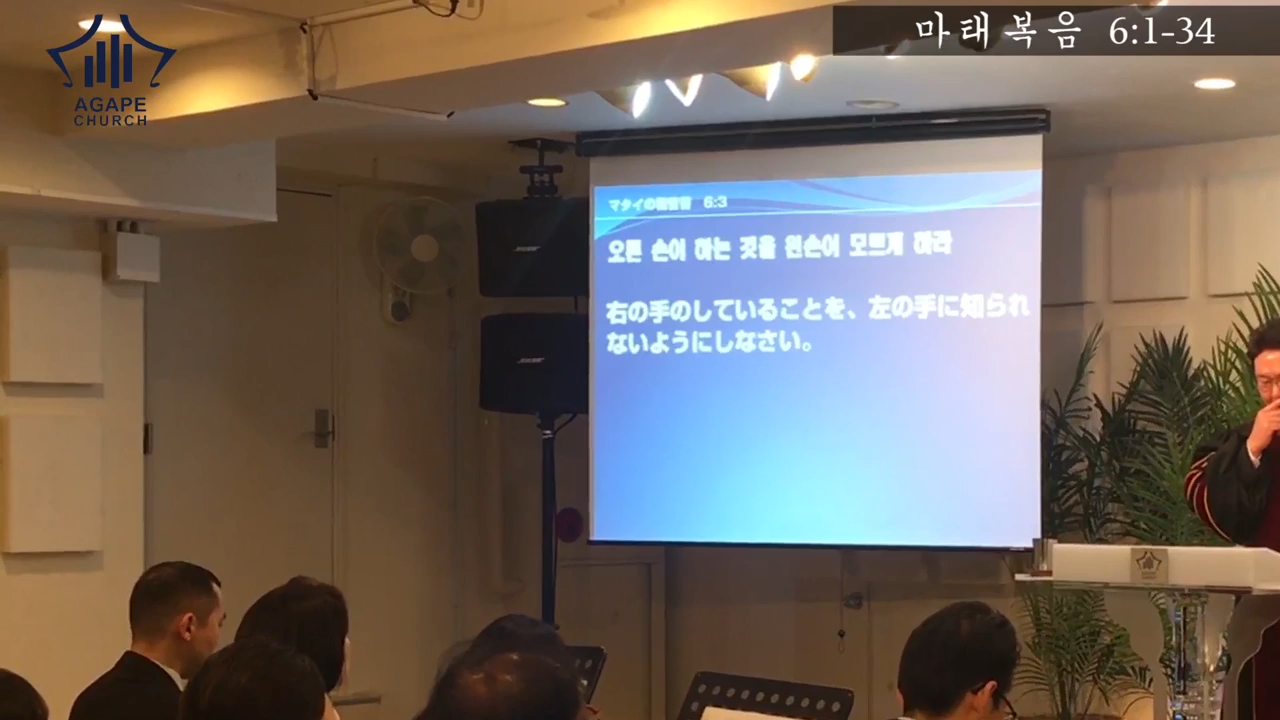 AGAPE
CHURCH
마태복음 6:1-34
マタイの福音書 6:3
오른 손이 하는 것을 왼손이 모르게 하라
右の手のしていることを、左の手に知られ
ないようにしなさい。
BOSE
BOSE
AGAPE